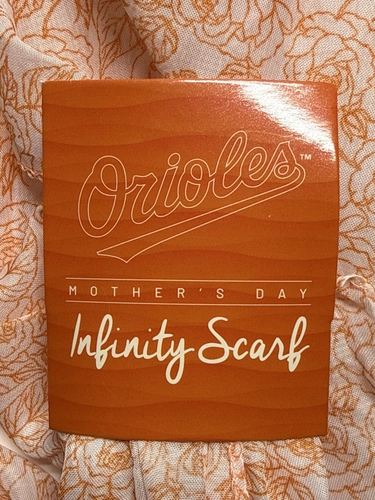 Orioles™
MOTHER'S DAY
Infinity Scarf